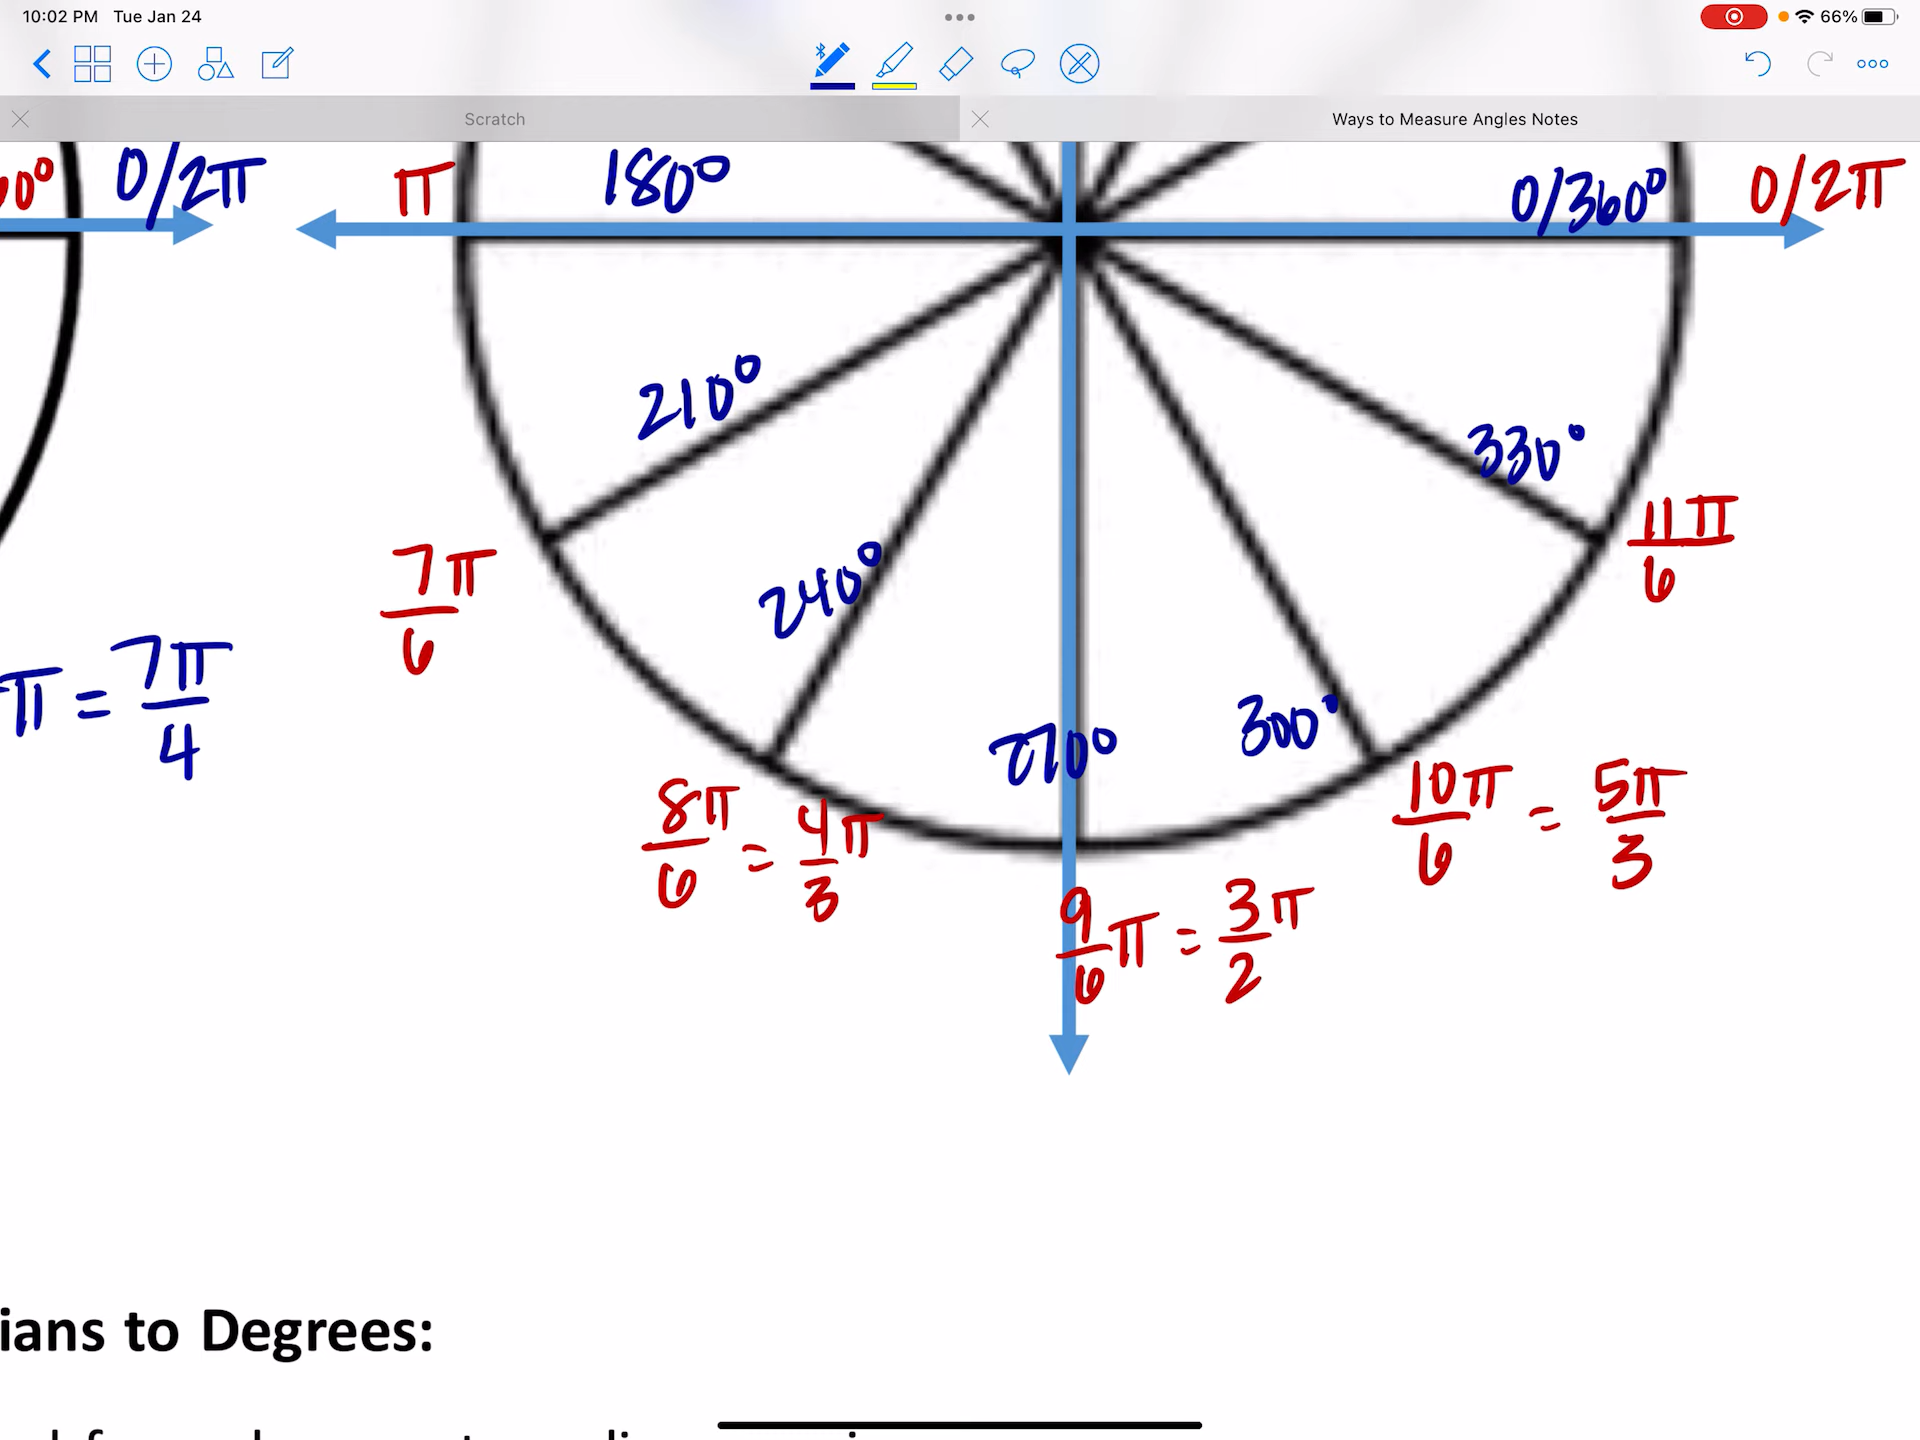 10:02 PM Tue Jan 24
66%
Scratch
Ways to Measure Angles Notes
0°
0/2π
π
180°
0/360°
0/2π
210°
330°
11π/6
7π/6
240°
π = 7π/4
270°
300°
8π/6 = 4π/3
10π/6 = 5π/3
9/6 π = 3π/2
ians to Degrees: